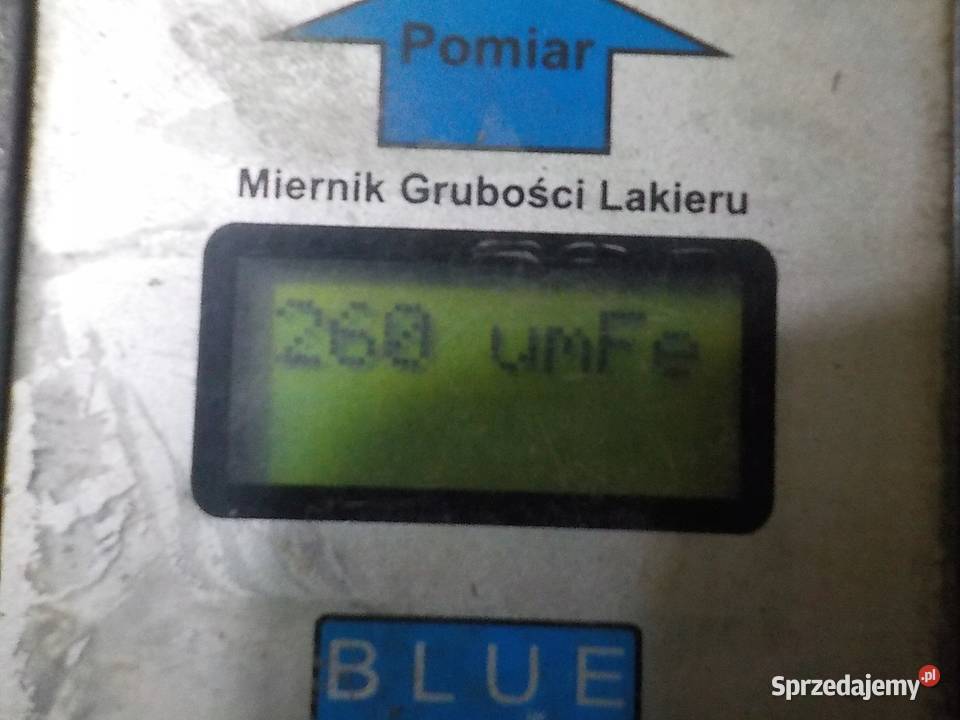 Pomiar
Miernik Grubości Lakieru
260 umFe
BLUE
Sprzedajemy.pl